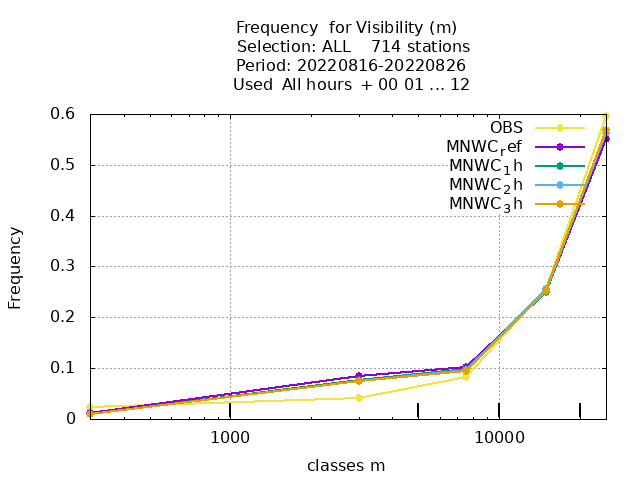 Frequency  for Visibility (m)
Selection: ALL    714 stations
Period: 20220816-20220826
Used  All hours  + 00 01 ... 12
OBS
MNWC_ref
MNWC_1h
MNWC_2h
MNWC_3h
0.6
0.5
0.4
0.3
0.2
0.1
0
Frequency
1000
10000
classes m